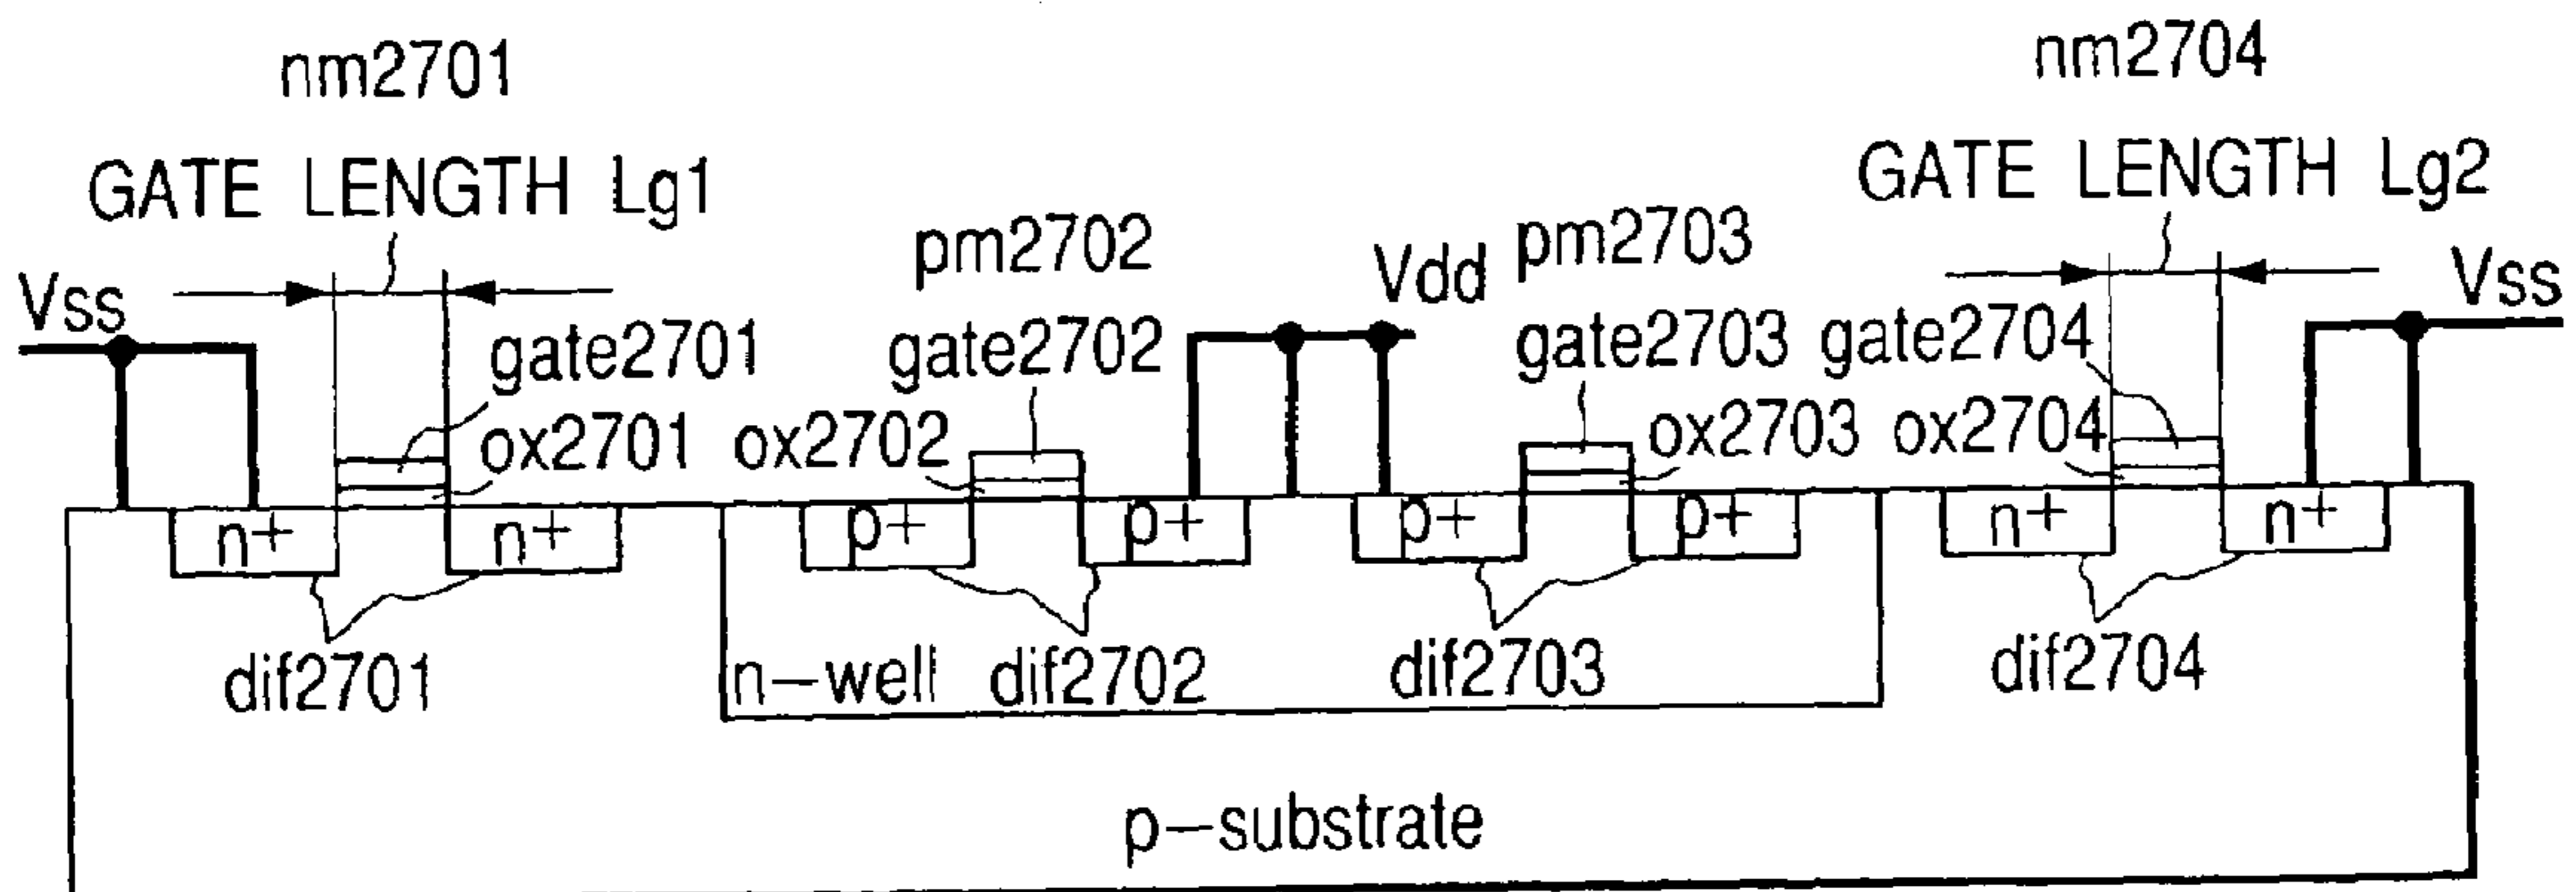 nm2701
nm2704
GATE LENGTH Lg1
GATE LENGTH Lg2
pm2702
pm2703
Vss
Vdd
Vss
gate2701
gate2702
gate2703
gate2704
ox2701
ox2702
ox2703
ox2704
n+
n+
p+
p+
p+
p+
n+
n+
dif2701
n-well
dif2702
dif2703
dif2704
p-substrate